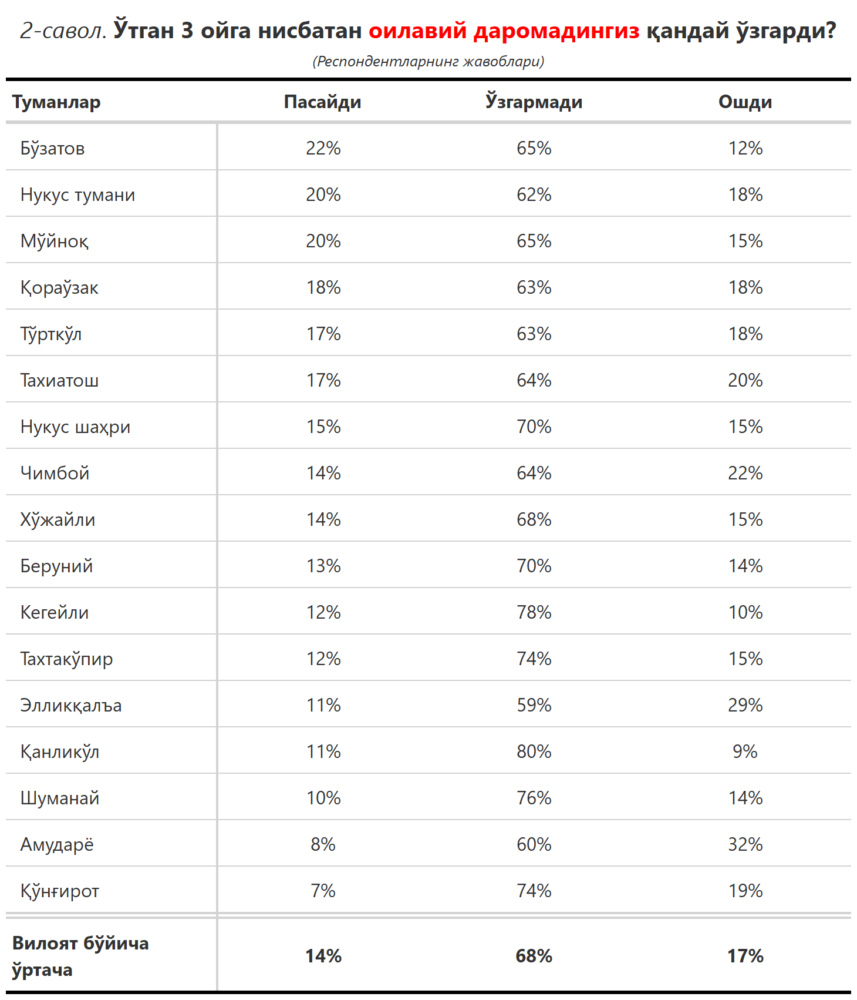 2-савол. Ўтган 3 ойга нисбатан оилавий даромадингиз қандай ўзгарди?
(Респондентларнинг жавоблари)
Туманлар Пасайди Ўзгармади Ошди
Бўзатов 22% 65% 12%
Нукус тумани 20% 62% 18%
Мўйноқ 20% 65% 15%
Қораўзак 18% 63% 18%
Тўрткўл 17% 63% 18%
Тахиатош 17% 64% 20%
Нукус шаҳри 15% 70% 15%
Чимбой 14% 64% 22%
Хўжайли 14% 68% 15%
Беруний 13% 70% 14%
Кегейли 12% 78% 10%
Тахтакўпир 12% 74% 15%
Элликқалъа 11% 59% 29%
Қанликўл 11% 80% 9%
Шуманай 10% 76% 14%
Амударё 8% 60% 32%
Қўнғирот 7% 74% 19%
Вилоят бўйича
ўртача 14% 68% 17%